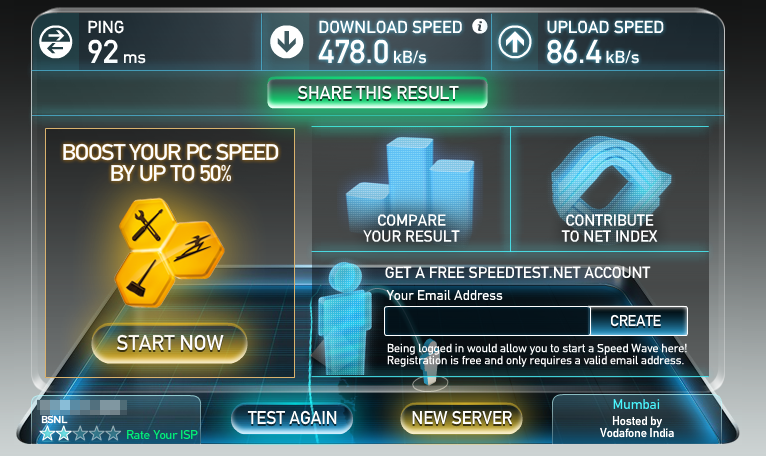 PING
92 ms
DOWNLOAD SPEED
478.0 kB/s
UPLOAD SPEED
86.4 kB/s
SHARE THIS RESULT
BOOST YOUR PC SPEED
BY UP TO 50%
START NOW
COMPARE
YOUR RESULT
CONTRIBUTE
TO NET INDEX
GET A FREE SPEEDTEST.NET ACCOUNT
Your Email Address
CREATE
Being logged in would allow you to start a Speed Wave here!
Registration is free and only requires a valid email address.
BSNL
Rate Your ISP
TEST AGAIN
NEW SERVER
Mumbai
Hosted by
Vodafone India